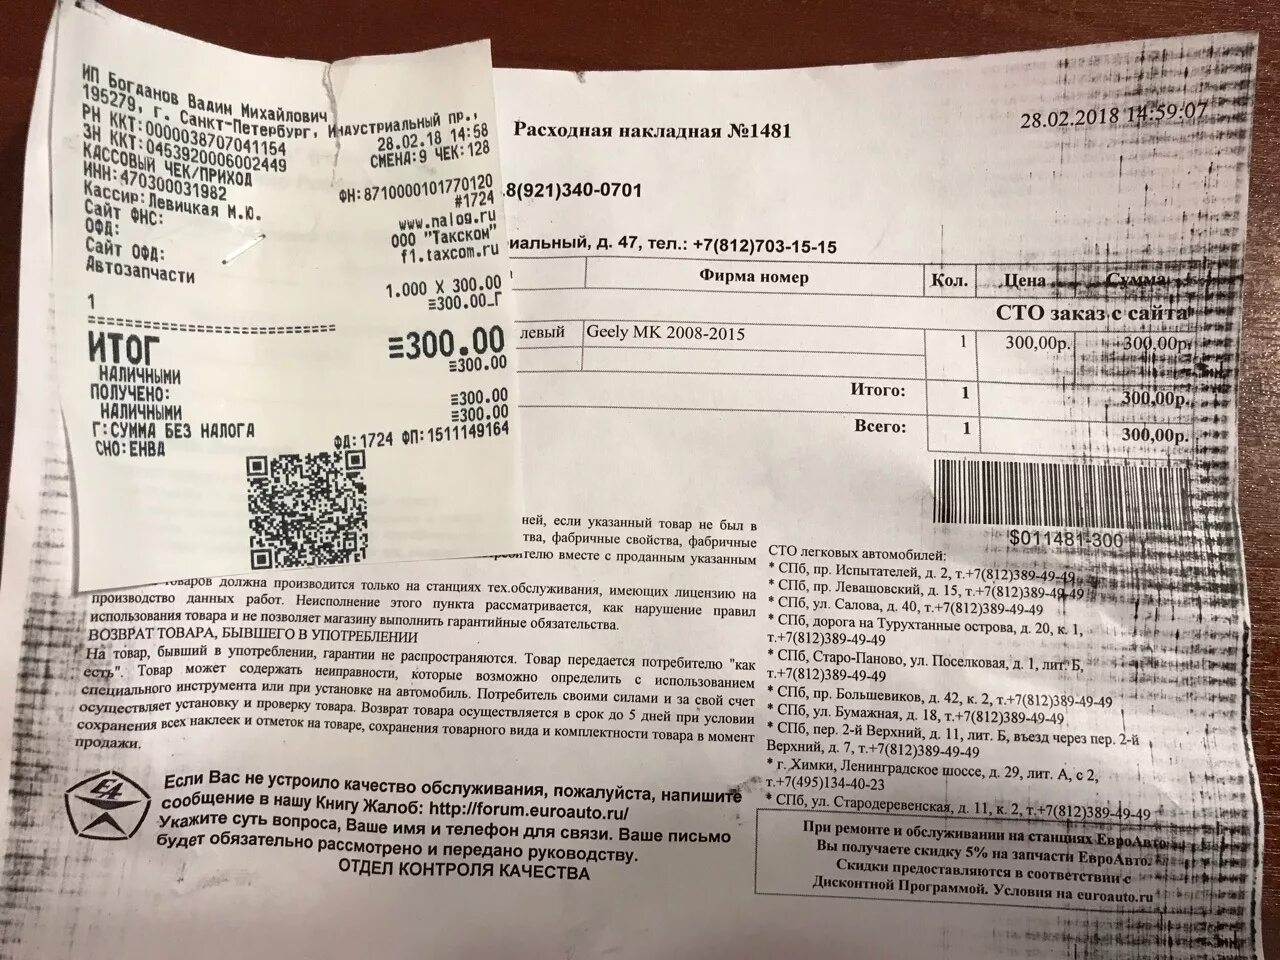 ИП Богданов Вадим Михайлович
195279, г. Санкт-Петербург, Индустриальный пр.,
РН ККТ:0000038707041154 28.02.18 14:58
ЗН ККТ:0453920006002449 СМЕНА:9 ЧЕК:128
КАССОВЫЙ ЧЕК/ПРИХОД
ИНН:470300031982 ФН:8710000101770120
Кассир:Левицкая М.Ю. #1724
Сайт ФНС: www.nalog.ru
ОФД: ООО "Такском"
Сайт ОФД: f1.taxcom.ru
Автозапчасти
1.000 X 300.00
1 ≡300.00_Г
ИТОГ ≡300.00
НАЛИЧНЫМИ ≡300.00
ПОЛУЧЕНО:
НАЛИЧНЫМИ ≡300.00
Г:СУММА БЕЗ НАЛОГА ≡300.00
СНО:ЕНВД ФД:1724 ФП:1511149164
28.02.2018 14:59:07
Расходная накладная №1481
8(921)340-0701
риальный, д. 47, тел.: +7(812)703-15-15
Фирма номер Кол. Цена Сумма
СТО заказ с сайта
левый Geely MK 2008-2015 1 300,00р. 300,00р.
Итого: 1 300,00р.
Всего: 1 300,00р.
$011481-300
ней, если указанный товар не был в
тва, фабричные свойства, фабричные
ителю вместе с проданным указанным
товаров должна производится только на станциях тех.обслуживания, имеющих лицензию на
производство данных работ. Неисполнение этого пункта рассматривается, как нарушение правил
использования товара и не позволяет магазину выполнить гарантийные обязательства.
ВОЗВРАТ ТОВАРА, БЫВШЕГО В УПОТРЕБЛЕНИИ
На товар, бывший в употреблении, гарантии не распространяются. Товар передается потребителю "как
есть". Товар может содержать неиправности, которые возможно определить с использованием
специального инструмента или при установке на автомобиль. Потребитель своими силами и за свой счет
осуществляет установку и проверку товара. Возврат товара осуществляется в срок до 5 дней при условии
сохранения всех наклеек и отметок на товаре, сохранения товарного вида и комплектности товара в момент
продажи.
СТО легковых автомобилей:
* СПб, пр. Испытателей, д. 2, т.+7(812)389-49-49
* СПб, пр. Левашовский, д. 15, т.+7(812)389-49-49
* СПб, ул. Салова, д. 40, т.+7(812)389-49-49
* СПб, дорога на Турухтанные острова, д. 20, к. 1,
т.+7(812)389-49-49
* СПб, Старо-Паново, ул. Поселковая, д. 1, лит. Б,
т.+7(812)389-49-49
* СПб, пр. Большевиков, д. 42, к. 2, т.+7(812)389-49-49
* СПб, ул. Бумажная, д. 18, т.+7(812)389-49-49
* СПб, пер. 2-й Верхний, д. 11, лит. Б, въезд через пер. 2-й
Верхний, д. 7, т.+7(812)389-49-49
* г. Химки, Ленинградское шоссе, д. 29, лит. А, с 2,
т.+7(495)134-40-23
* СПб, ул. Стародеревенская, д. 11, к. 2, т.+7(812)389-49-49
EA
Если Вас не устроило качество обслуживания, пожалуйста, напишите
сообщение в нашу Книгу Жалоб: http://forum.euroauto.ru/
Укажите суть вопроса, Ваше имя и телефон для связи. Ваше письмо
будет обязательно рассмотрено и передано руководству.
ОТДЕЛ КОНТРОЛЯ КАЧЕСТВА
При ремонте и обслуживании на станциях ЕвроАвто
Вы получаете скидку 5% на запчасти ЕвроАвто.
Скидки предоставляются в соответствии с
Дисконтной Программой. Условия на euroauto.ru